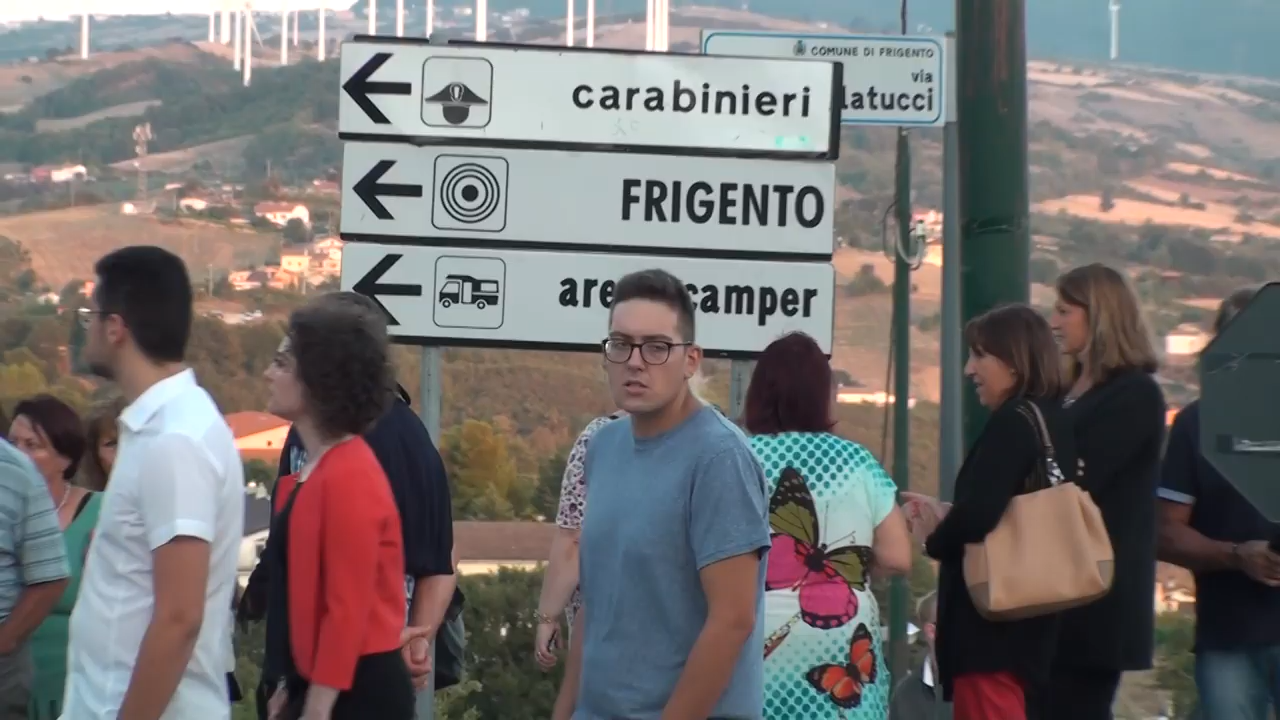 COMUNE DI FRIGENTO
via
carabinieri
FRIGENTO
camper